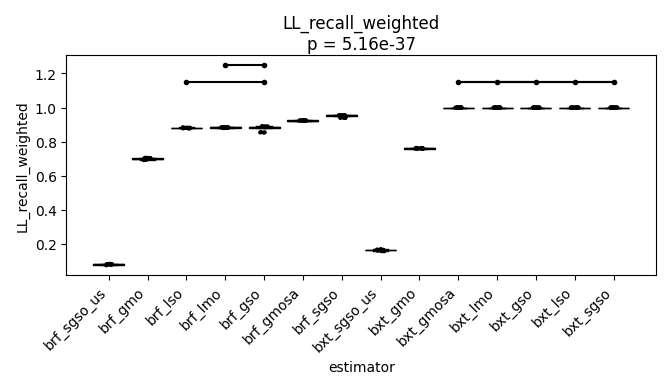 LL_recall_weighted
p = 5.16e-37
LL_recall_weighted
1.2
1.0
0.8
0.6
0.4
0.2
brf_sgso_us
brf_gmo
brf_lso
brf_lmo
brf_gso
brf_gmosa
brf_sgso
bxt_sgso_us
bxt_gmo
bxt_gmosa
bxt_lmo
bxt_gso
bxt_lso
bxt_sgso
estimator